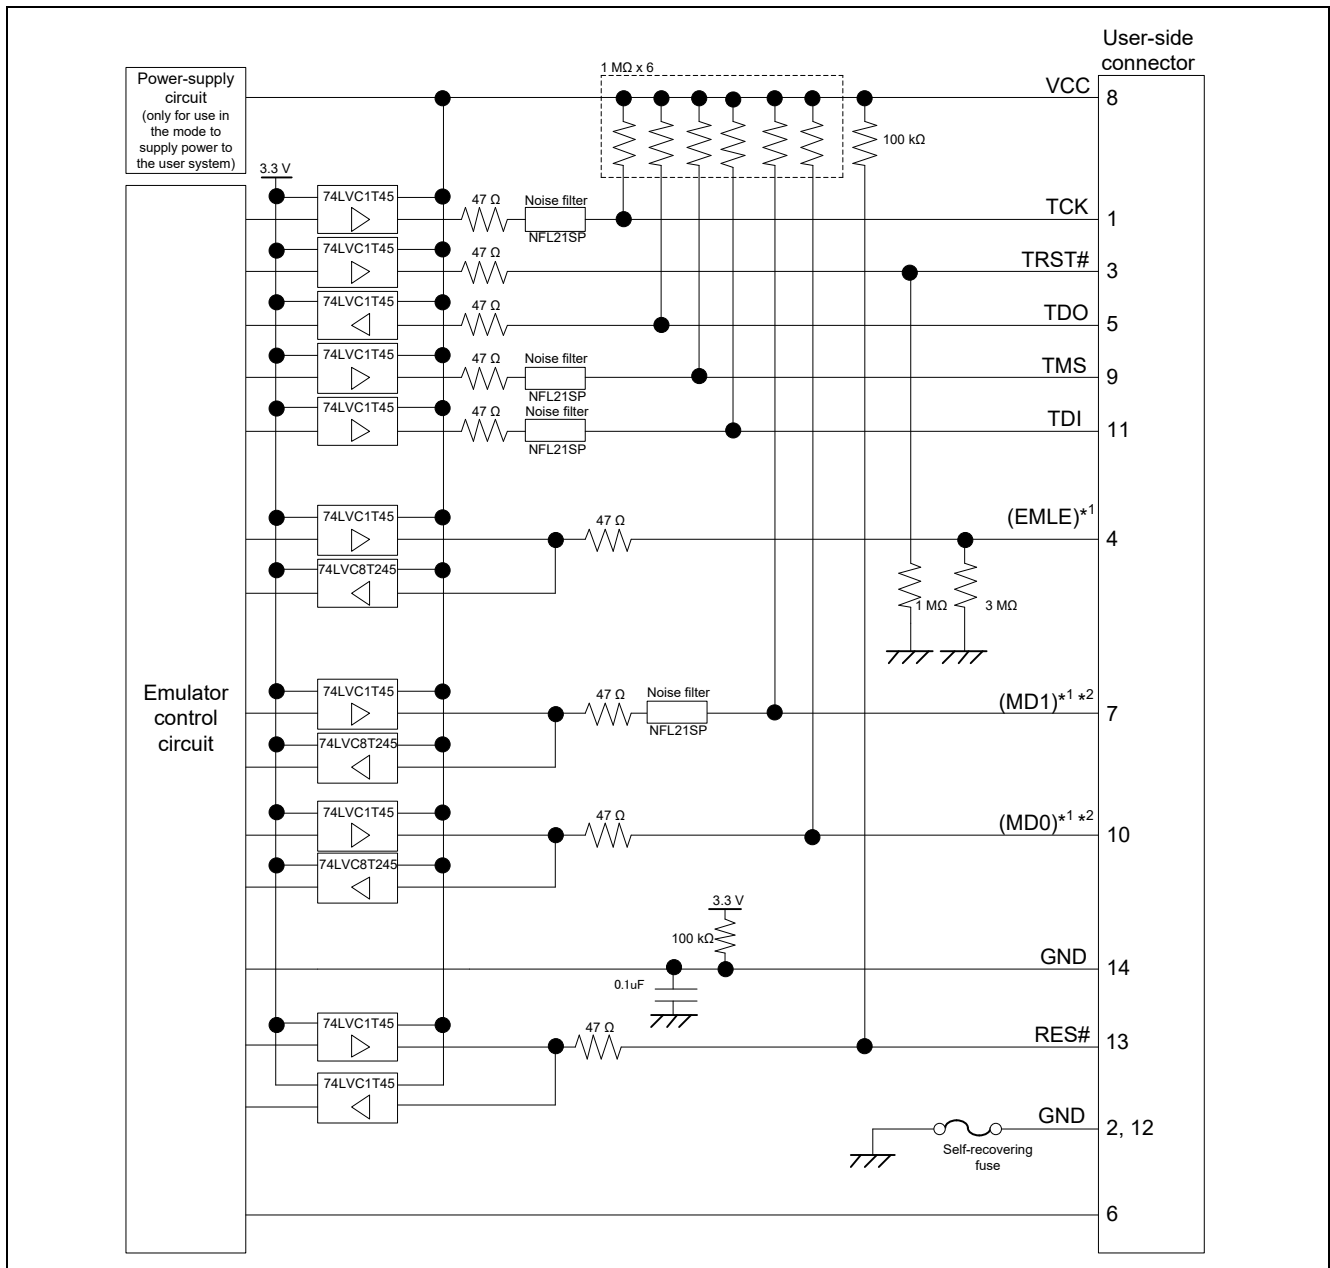 User-side
connector
Power-supply
circuit
(only for use in
the mode to
supply power to
the user system)
1 MΩ x 6
VCC
8
100 kΩ
3.3 V
74LVC1T45
47 Ω
Noise filter
NFL21SP
TCK
1
74LVC1T45
47 Ω
TRST#
3
74LVC1T45
47 Ω
TDO
5
74LVC1T45
47 Ω
Noise filter
NFL21SP
TMS
9
74LVC1T45
47 Ω
Noise filter
NFL21SP
TDI
11
74LVC1T45
47 Ω
(EMLE)*1
4
74LVC8T245
1 MΩ
3 MΩ
Emulator
control
circuit
74LVC1T45
47 Ω
Noise filter
NFL21SP
(MD1)*1 *2
7
74LVC8T245
74LVC1T45
47 Ω
(MD0)*1 *2
10
74LVC8T245
3.3 V
100 kΩ
0.1uF
GND
14
74LVC1T45
47 Ω
RES#
13
74LVC1T45
GND
2, 12
Self-recovering
fuse
6